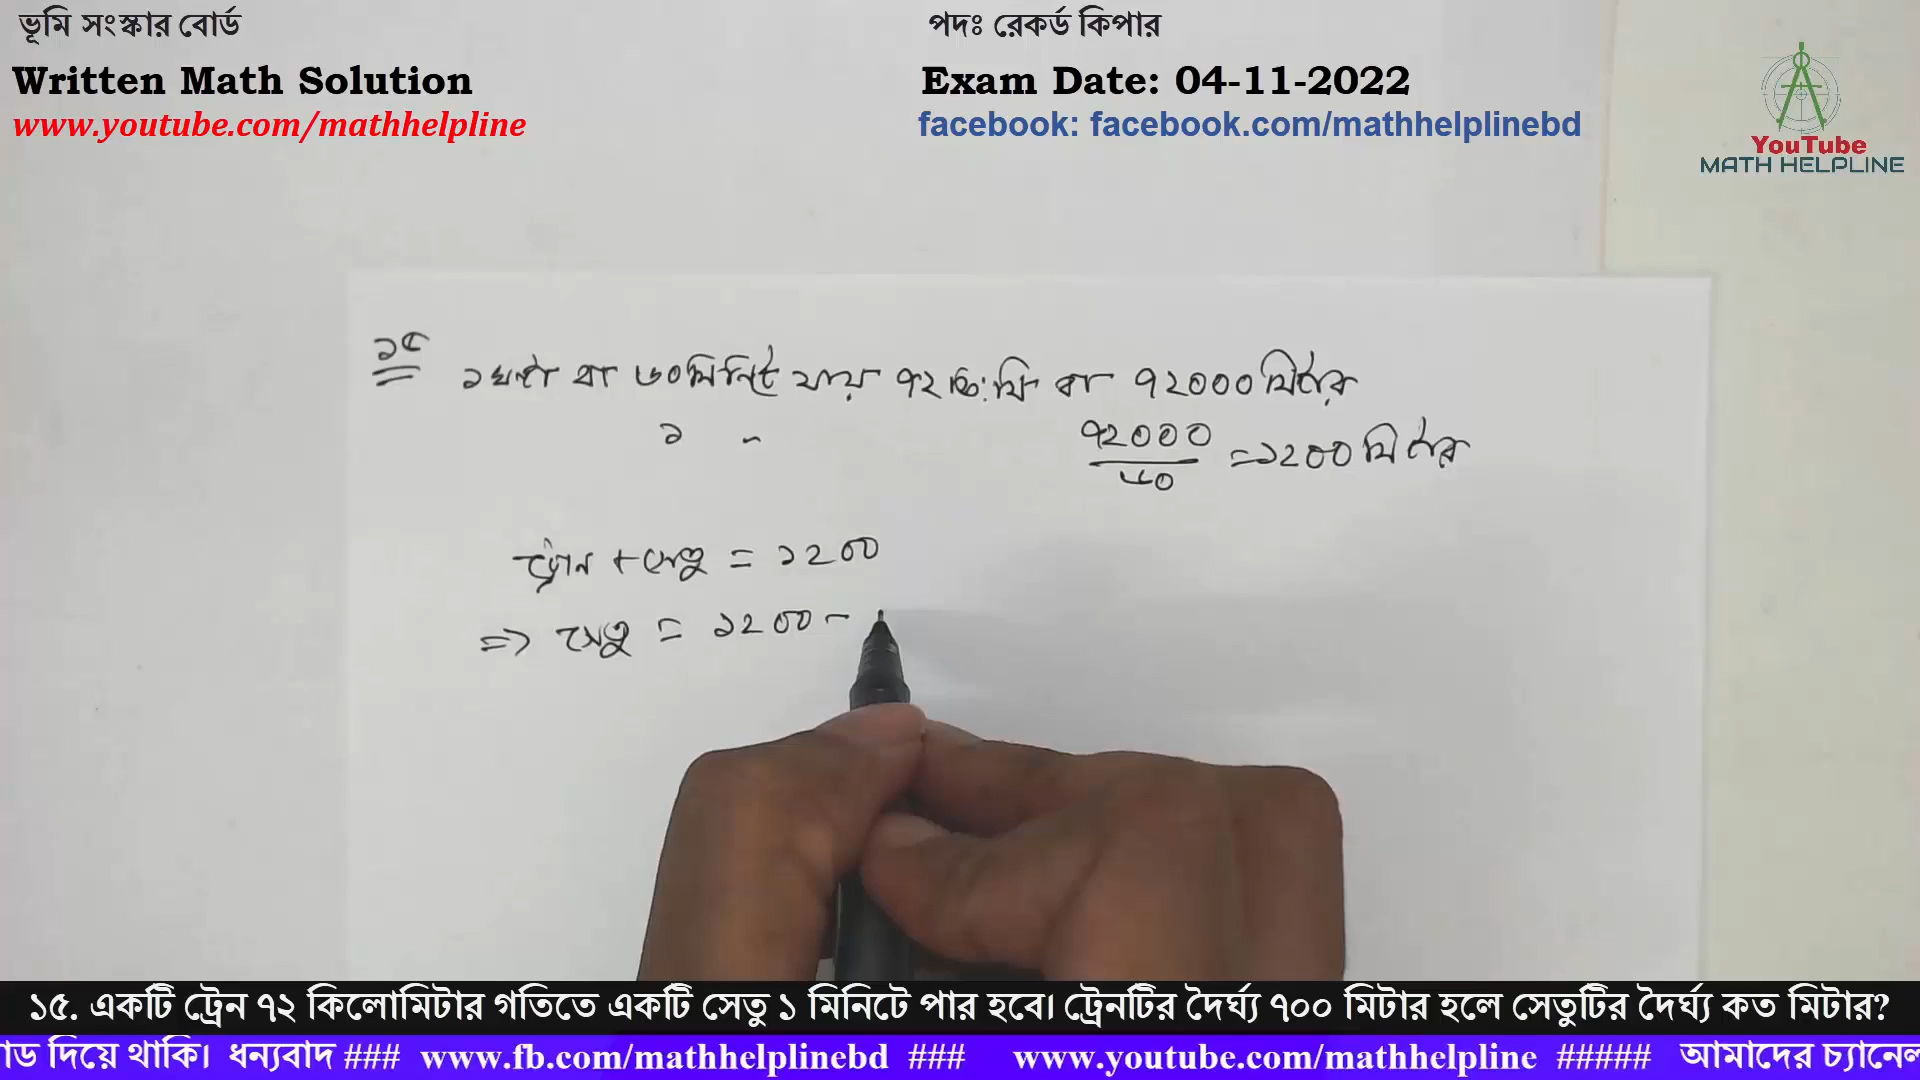 ভূমি সংস্কার বোর্ড
পদঃ রেকর্ড কিপার
Written Math Solution
Exam Date: 04-11-2022
www.youtube.com/mathhelpline
facebook: facebook.com/mathhelplinebd
YouTube
MATH HELPLINE
১৫
১ ঘন্টা বা ৬০ মিনিটে যায় ৭২ কি:মি বা ৭২০০০ মিটার
১ " ৭২০০০/৬০ = ১২০০ মিটার
ট্রেন + সেতু = ১২০০
=> সেতু = ১২০০ -
১৫. একটি ট্রেন ৭২ কিলোমিটার গতিতে একটি সেতু ১ মিনিটে পার হবে। ট্রেনটির দৈর্ঘ্য ৭০০ মিটার হলে সেতুটির দৈর্ঘ্য কত মিটার?
াড দিয়ে থাকি। ধন্যবাদ ### www.fb.com/mathhelplinebd ### www.youtube.com/mathhelpline ##### আমাদের চ্যানেল